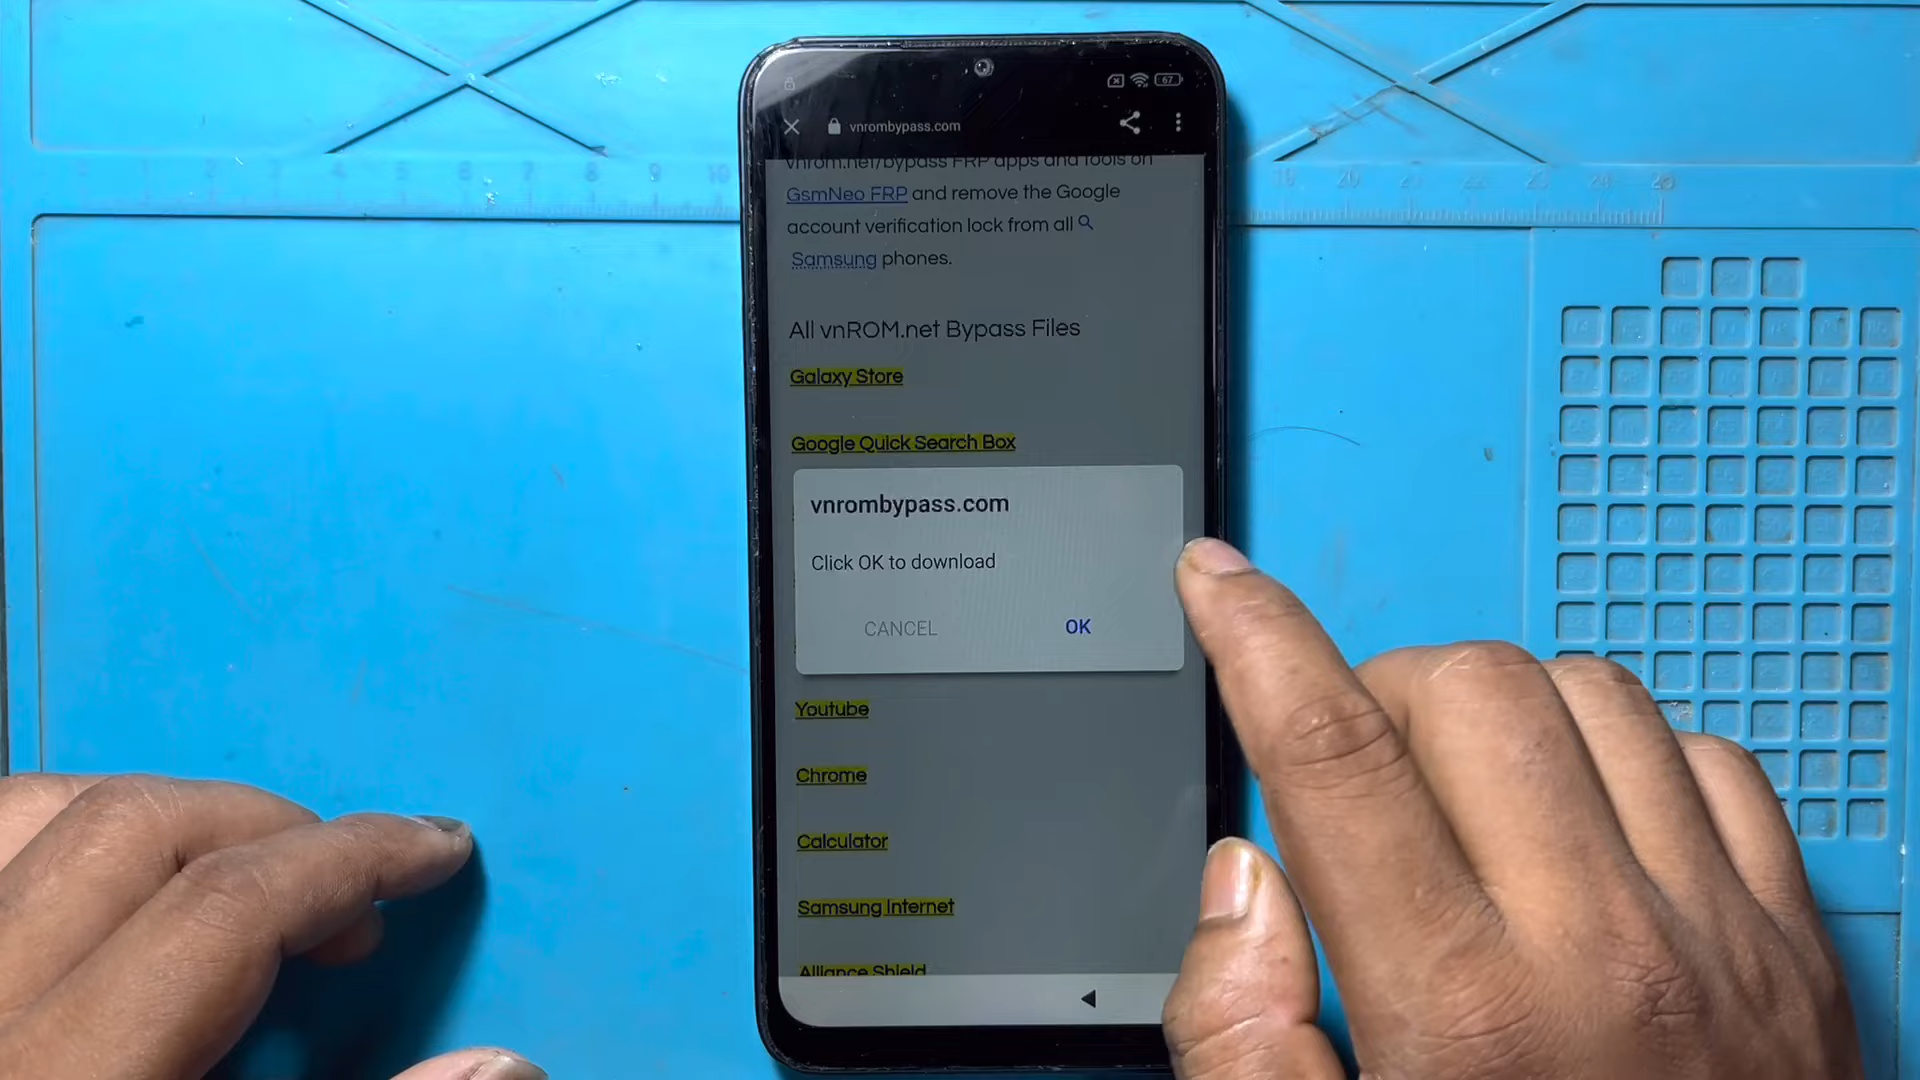 67
vnrombypass.com
vnrom.net/bypass FRP apps and Tools on
GsmNeo FRP and remove the Google
account verification lock from all
Samsung phones.
All vnROM.net Bypass Files
Galaxy Store
Google Quick Search Box
vnrombypass.com
Click OK to download
CANCEL OK
Youtube
Chrome
Calculator
Samsung Internet
Alliance Shield